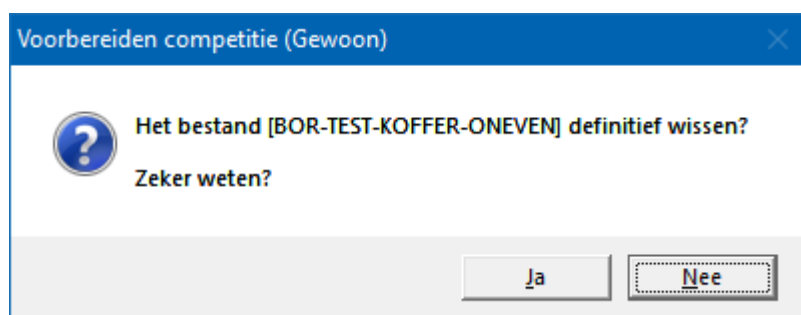 Voorbereiden competitie (Gewoon)
Het bestand [BOR-TEST-KOFFER-ONEVEN] definitief wissen?
Zeker weten?
Ja
Nee